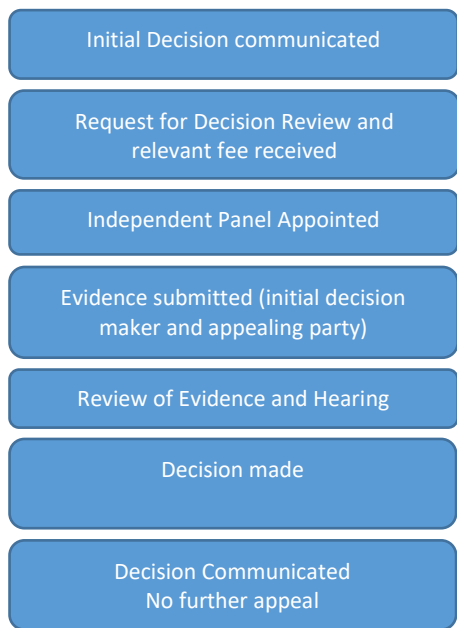 Initial Decision communicated
Request for Decision Review and
relevant fee received
Independent Panel Appointed
Evidence submitted (initial decision
maker and appealing party)
Review of Evidence and Hearing
Decision made
Decision Communicated
No further appeal